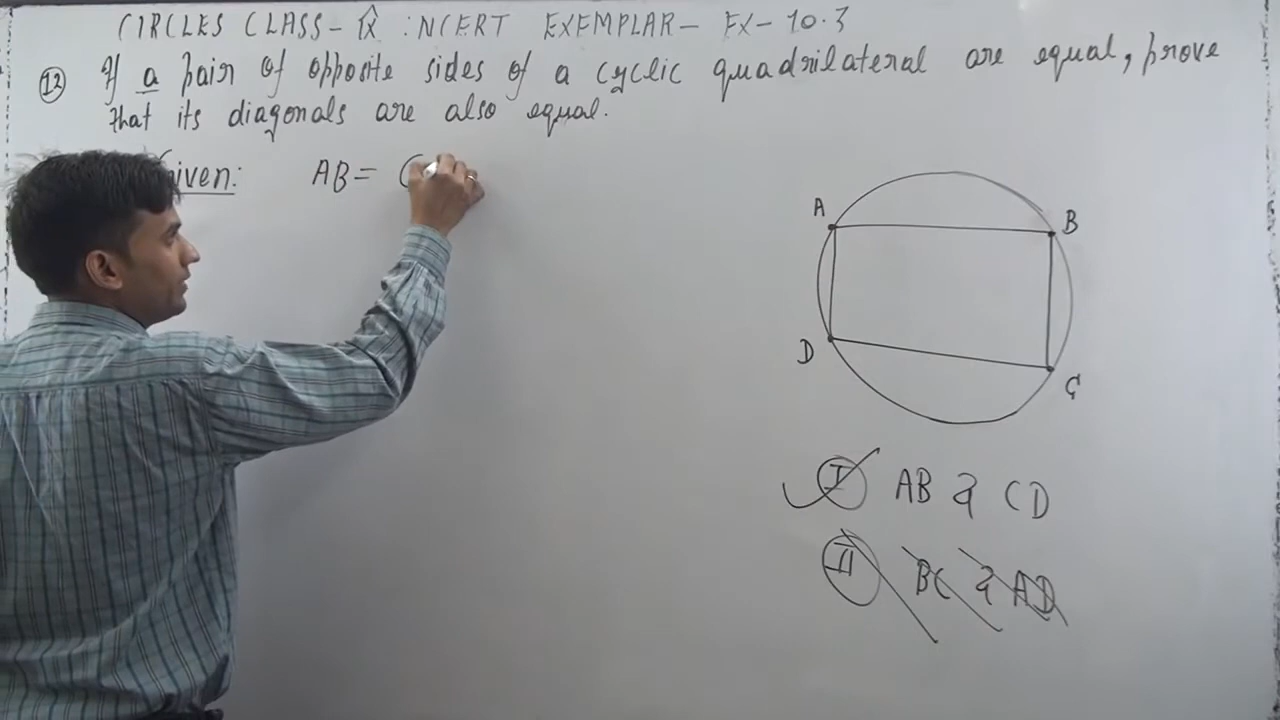 CIRCLES CLASS - IX : NCERT EXEMPLAR - EX - 10.3
12 If a pair of opposite sides of a cyclic quadrilateral are equal, prove
that its diagonals are also equal.
Given: AB = C
A
B
D
C
I AB & CD
II BC & AD